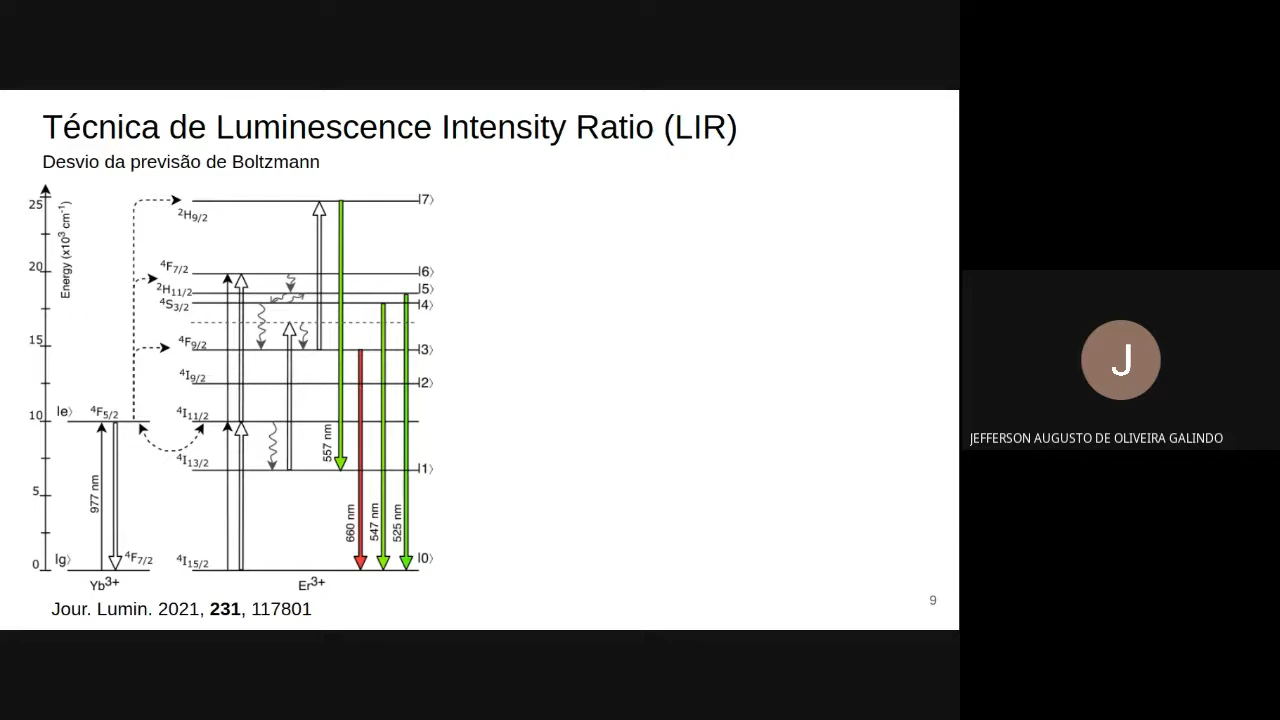 Técnica de Luminescence Intensity Ratio (LIR)
Desvio da previsão de Boltzmann
25
20
15
10
5
0
Energy (x10³ cm⁻¹)
|e⟩
⁴F5/2
977 nm
|g⟩
⁴F7/2
Yb³⁺
²H9/2
|7⟩
⁴F7/2
|6⟩
²H11/2
|5⟩
⁴S3/2
|4⟩
⁴F9/2
|3⟩
⁴I9/2
|2⟩
⁴I11/2
⁴I13/2
|1⟩
⁴I15/2
|0⟩
557 nm
660 nm
547 nm
525 nm
Er³⁺
Jour. Lumin. 2021, 231, 117801
9
J
JEFFERSON AUGUSTO DE OLIVEIRA GALINDO